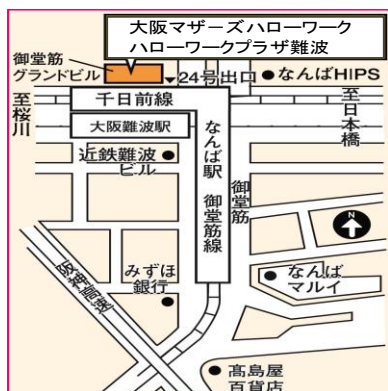 大阪マザーズハローワーク
ハローワークプラザ難波
御堂筋
グランドビル
24号出口
なんばHIPS
至桜川
千日前線
至日本橋
大阪難波駅
なんば駅 御堂筋線
御堂筋
近鉄難波
ビル
N
阪神高速
みずほ
銀行
なんば
マルイ
髙島屋
百貨店